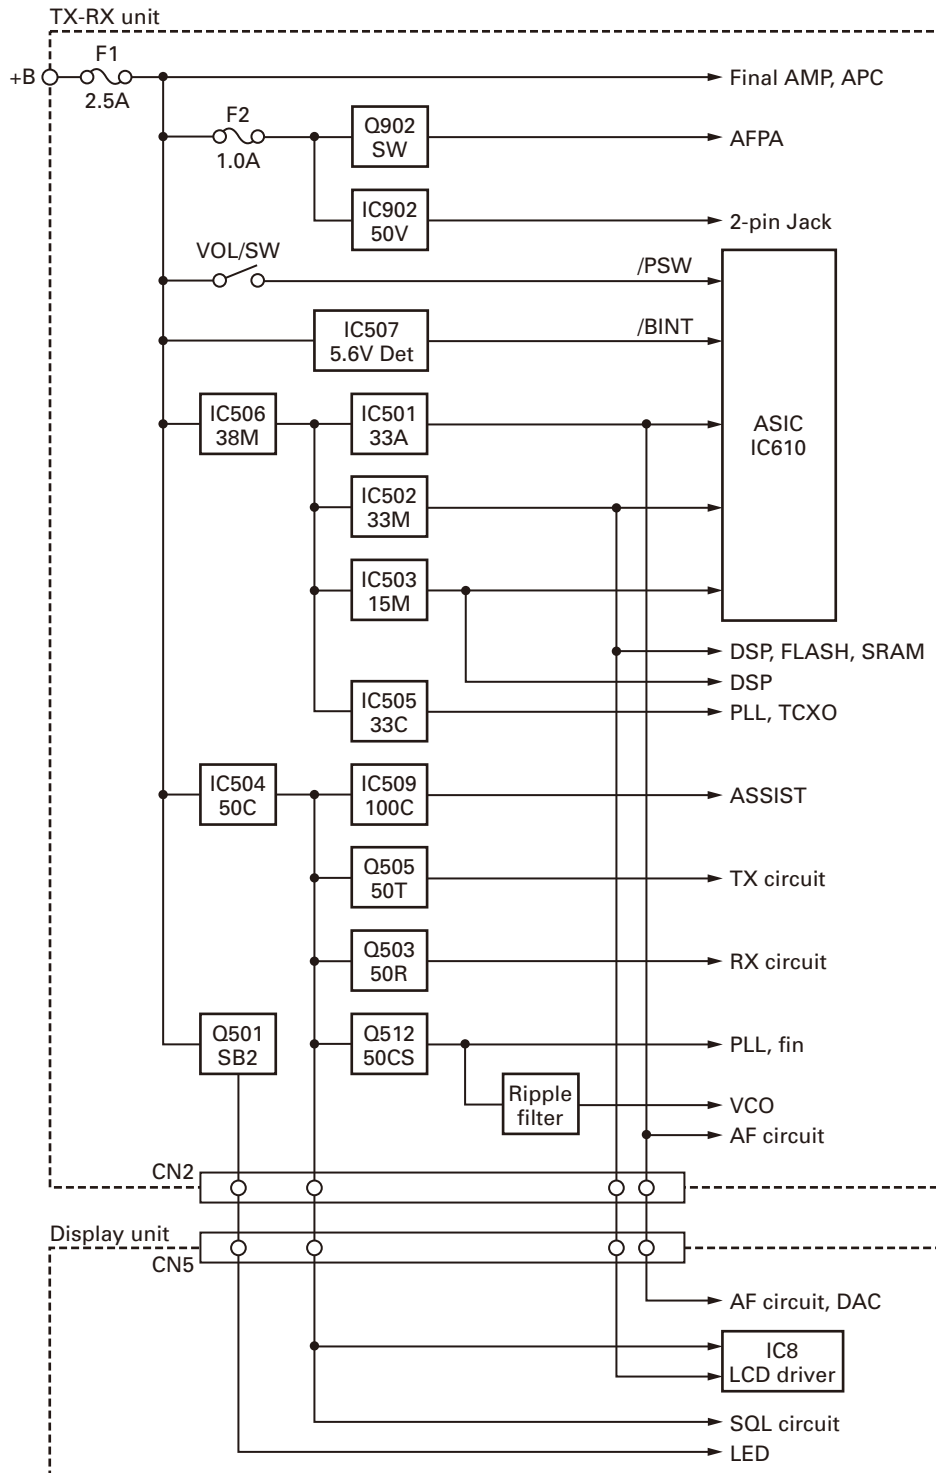 TX-RX unit
F1
+B
2.5A
Final AMP, APC
F2
1.0A
Q902
SW
AFPA
IC902
50V
2-pin Jack
VOL/SW
/PSW
IC507
5.6V Det
/BINT
ASIC
IC610
IC506
38M
IC501
33A
IC502
33M
IC503
15M
DSP, FLASH, SRAM
DSP
IC505
33C
PLL, TCXO
IC504
50C
IC509
100C
ASSIST
Q505
50T
TX circuit
Q503
50R
RX circuit
Q501
SB2
Q512
50CS
PLL, fin
Ripple
filter
VCO
AF circuit
CN2
Display unit
CN5
AF circuit, DAC
IC8
LCD driver
SQL circuit
LED